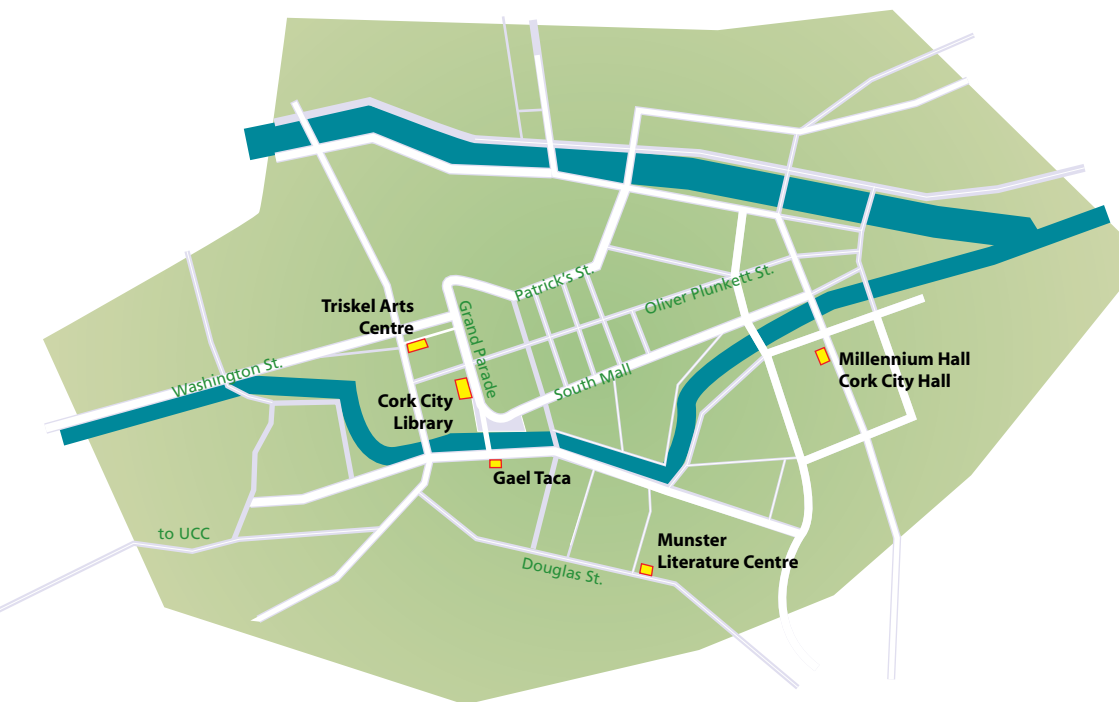 Patrick's St.
Oliver Plunkett St.
Triskel Arts
Centre
Grand Parade
Washington St.
South Mall
Millennium Hall
Cork City Hall
Cork City
Library
Gael Taca
to UCC
Munster
Literature Centre
Douglas St.